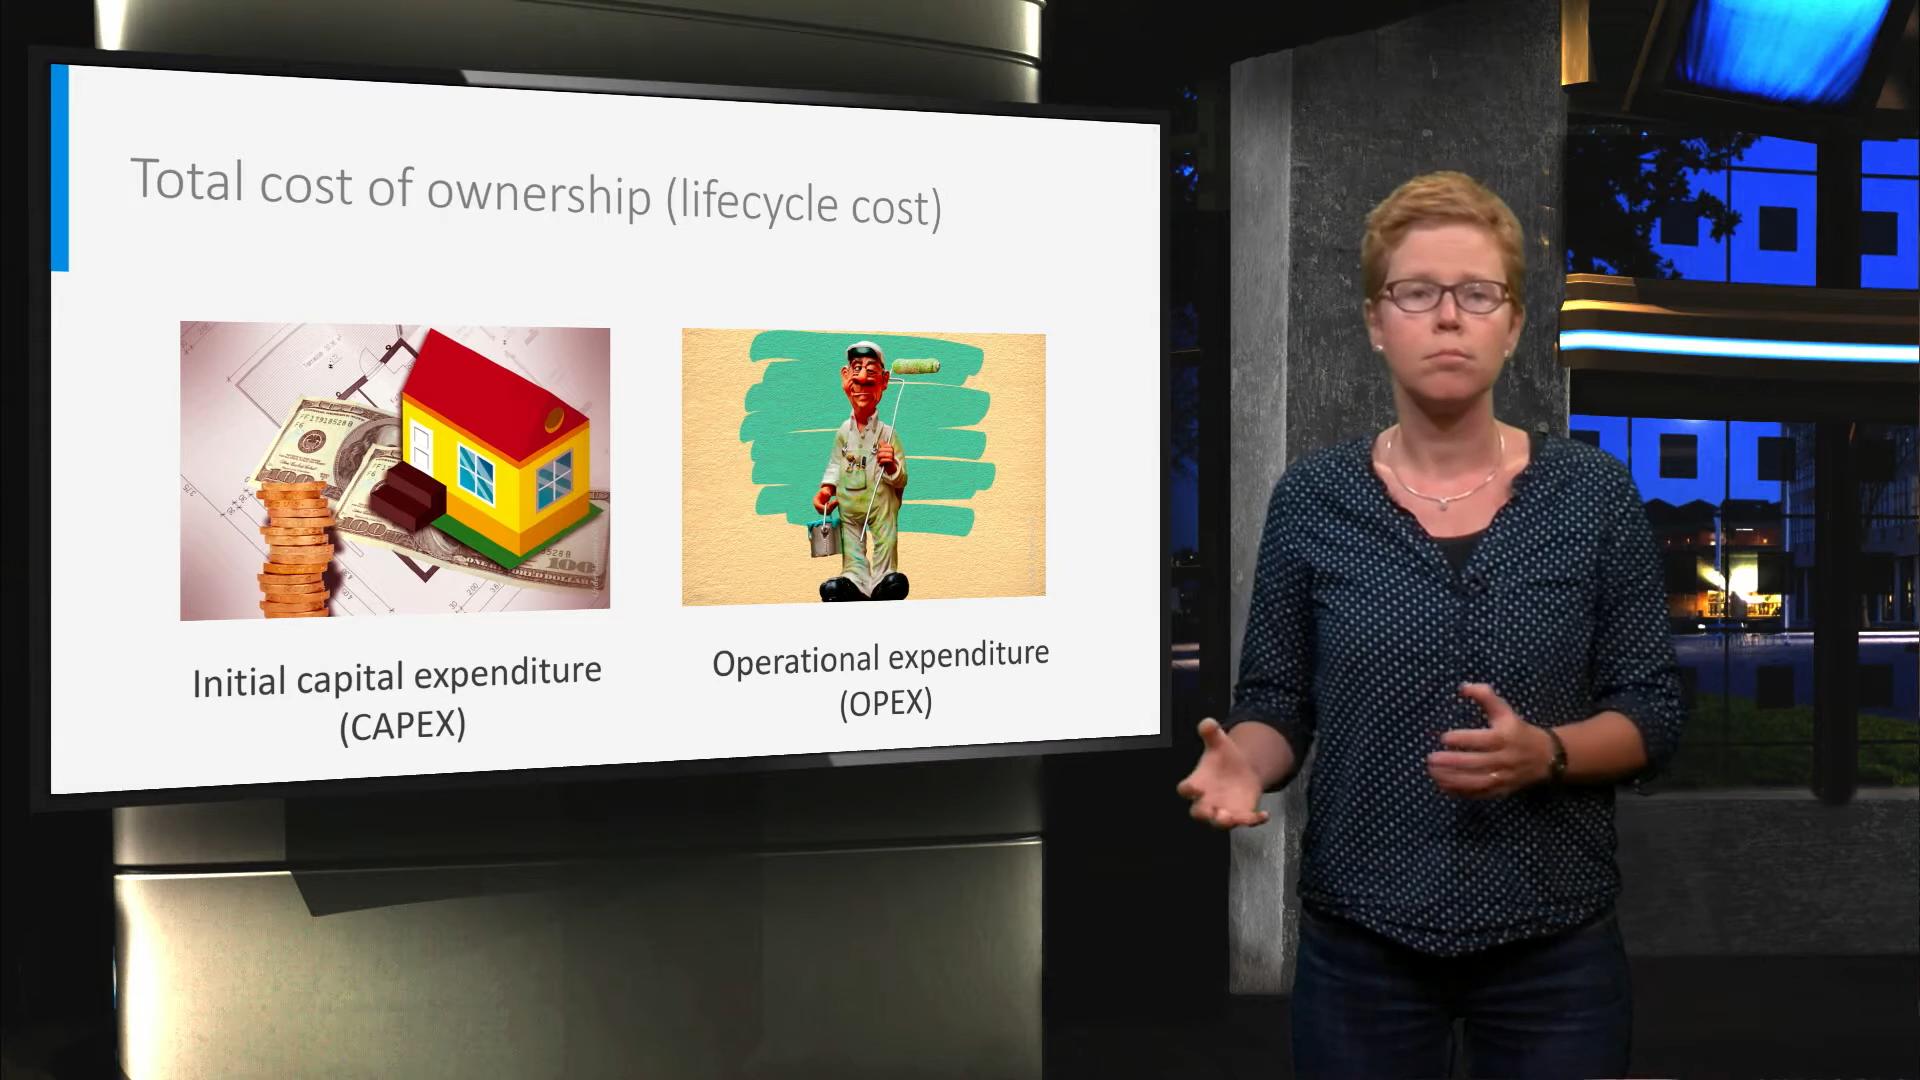 Total cost of ownership (lifecycle cost)
Initial capital expenditure
(CAPEX)
Operational expenditure
(OPEX)